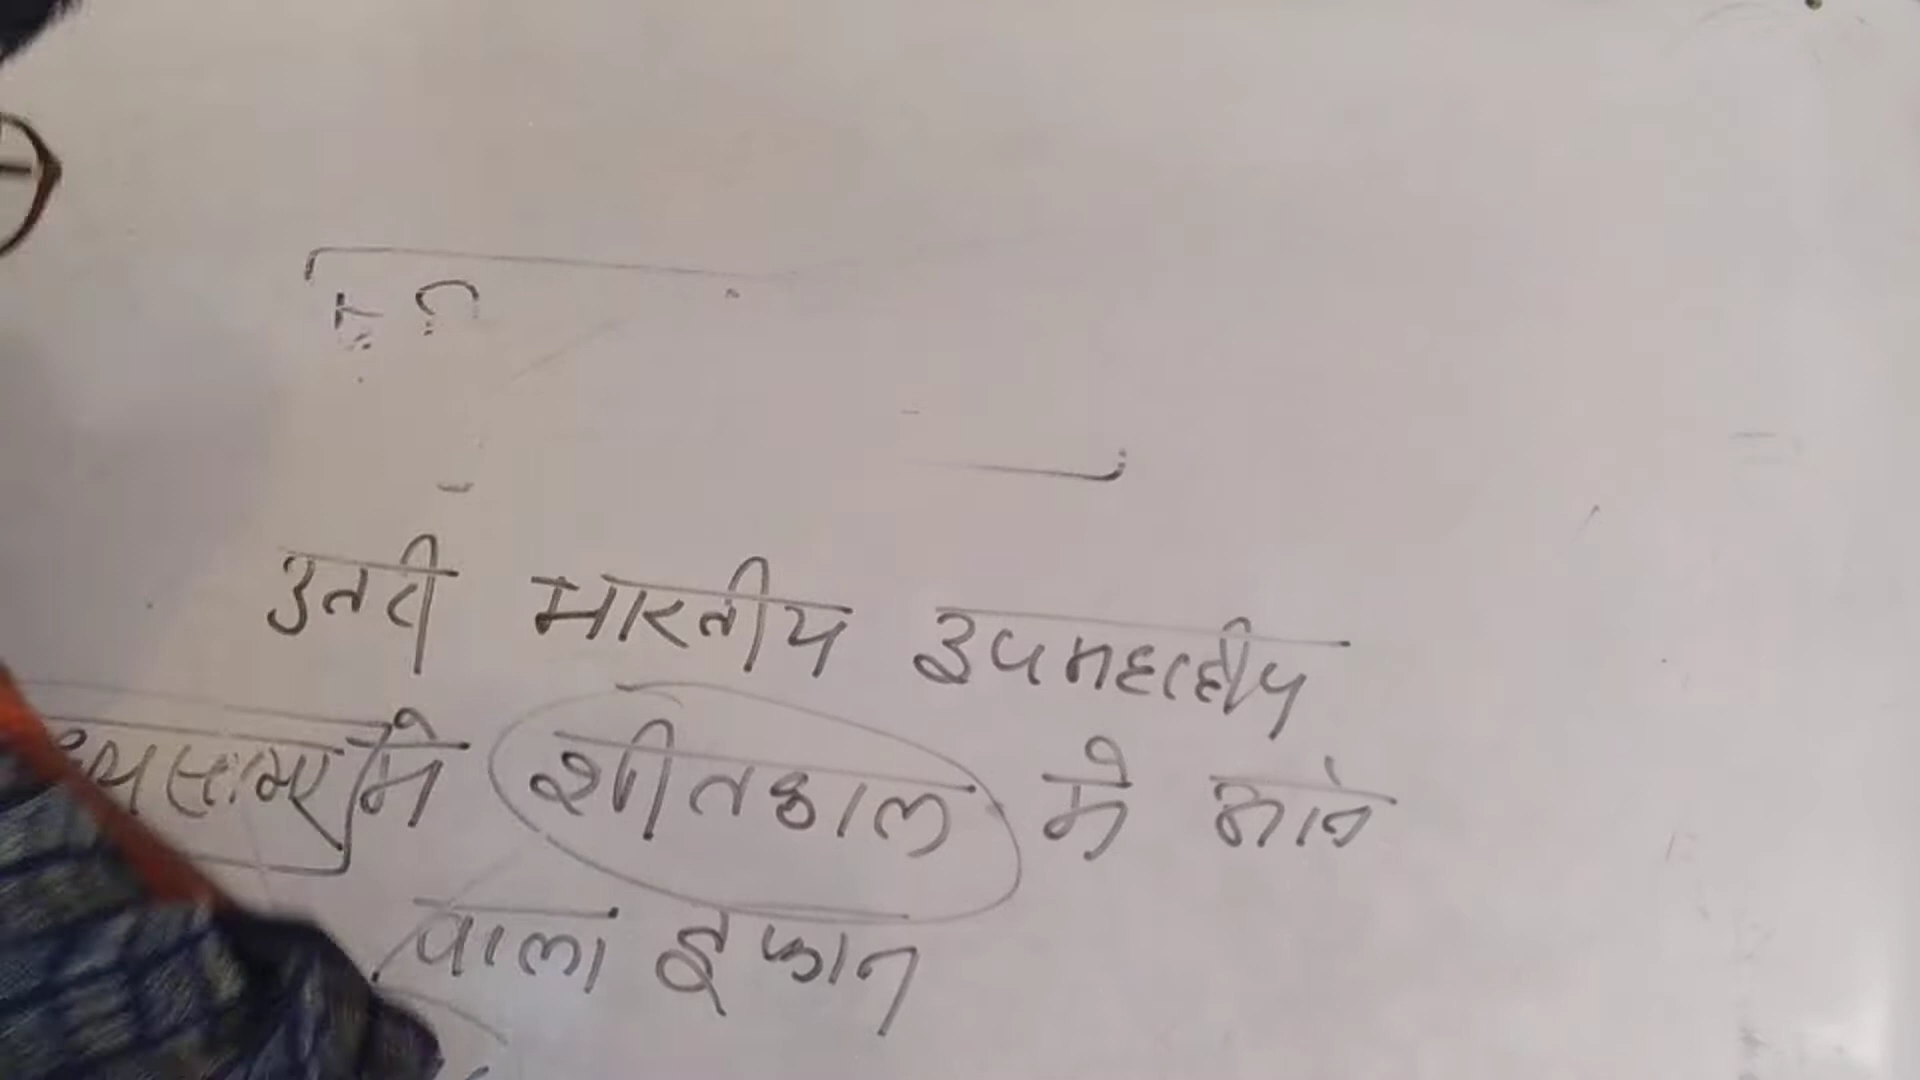 उतरी भारतीय उपमहाद्वीप
में शीतकाल में आने
वाला तुफान